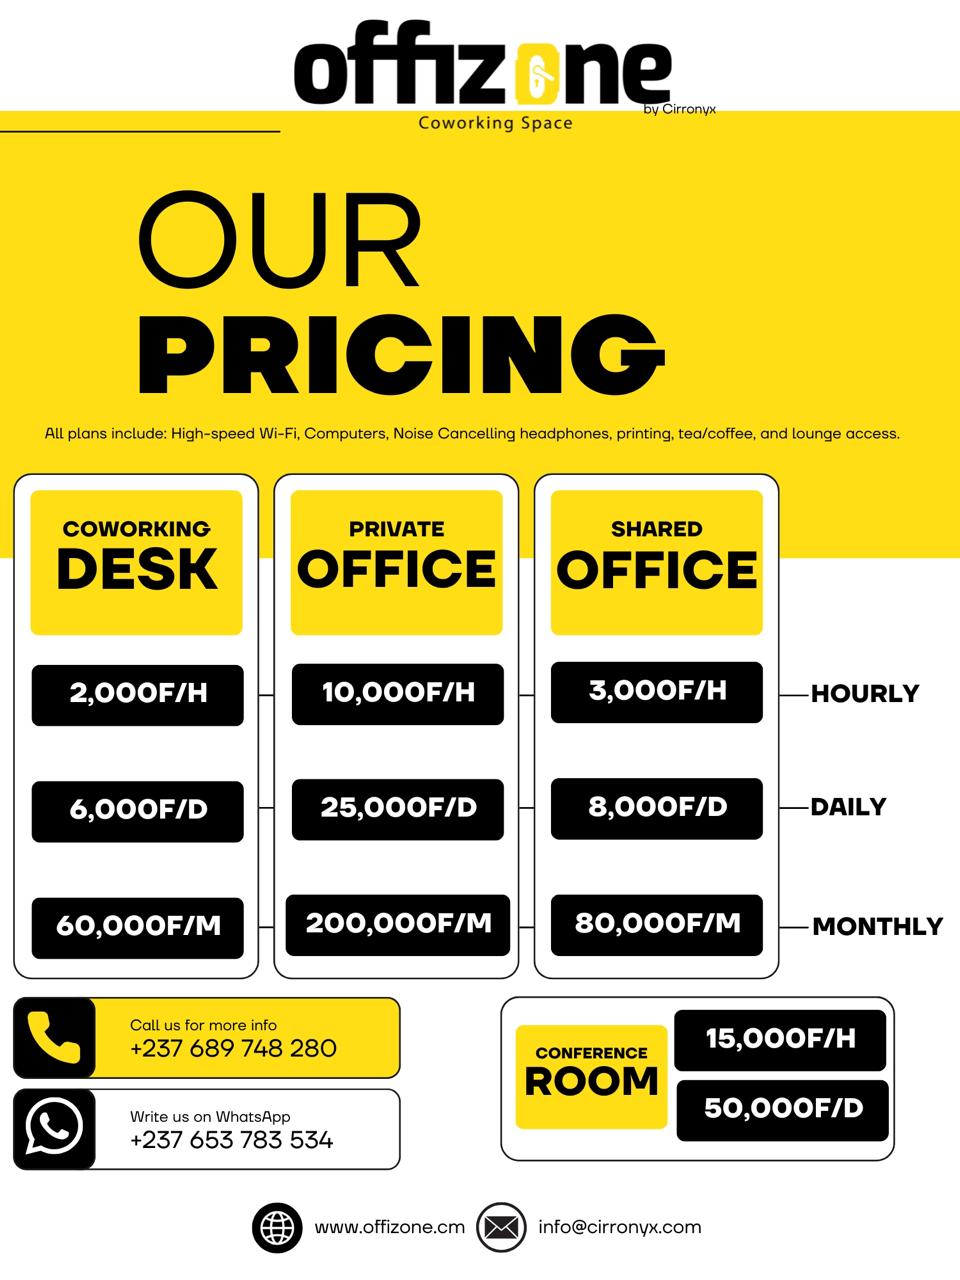 offizone
by Cirronyx
Coworking Space
OUR
PRICING
All plans include: High-speed Wi-Fi, Computers, Noise Cancelling headphones, printing, tea/coffee, and lounge access.
COWORKING
DESK
PRIVATE
OFFICE
SHARED
OFFICE
2,000F/H
10,000F/H
3,000F/H
HOURLY
6,000F/D
25,000F/D
8,000F/D
DAILY
60,000F/M
200,000F/M
80,000F/M
MONTHLY
Call us for more info
+237 689 748 280
Write us on WhatsApp
+237 653 783 534
CONFERENCE
ROOM
15,000F/H
50,000F/D
www.offizone.cm
info@cirronyx.com